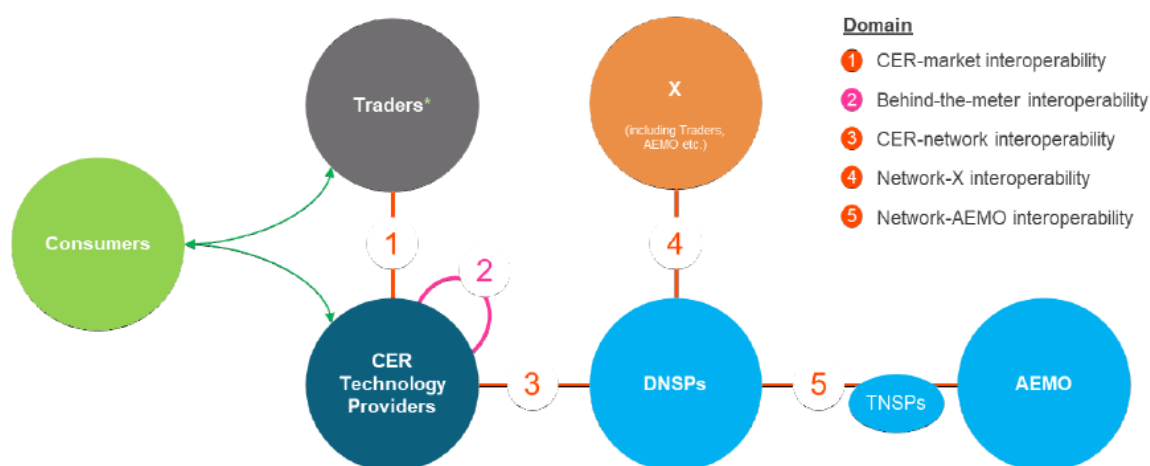 Domain
1 CER-market interoperability
2 Behind-the-meter interoperability
3 CER-network interoperability
4 Network-X interoperability
5 Network-AEMO interoperability
Traders*
X
(including Traders,
AEMO etc.)
Consumers
1
2
4
CER
Technology
Providers
3
DNSPs
5
TNSPs
AEMO